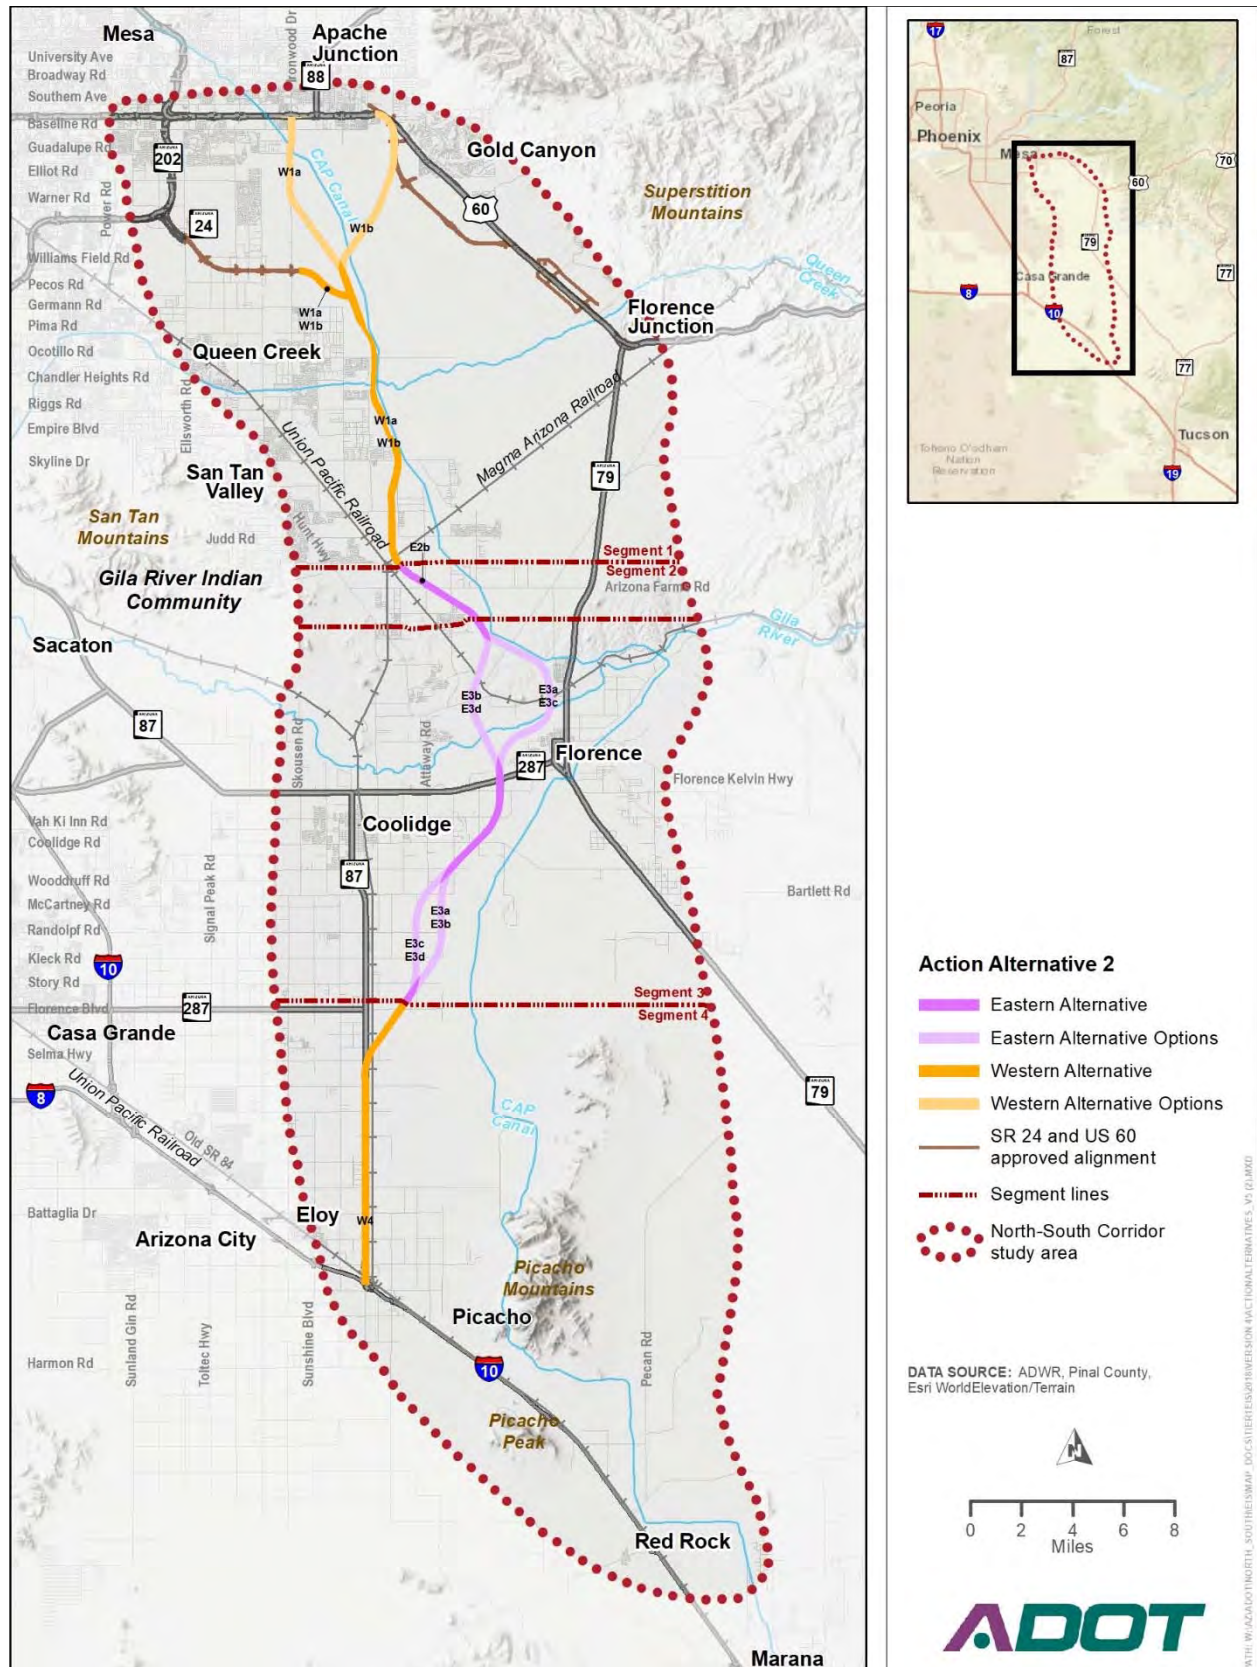 Mesa
Apache
Junction
Ironwood Dr
88
University Ave
Broadway Rd
Southern Ave
Baseline Rd
Guadalupe Rd
Elliot Rd
Warner Rd
Power Rd
202
24
Williams Field Rd
Pecos Rd
Germann Rd
Pima Rd
Ocotillo Rd
Chandler Heights Rd
Riggs Rd
Empire Blvd
Skyline Dr
Ellsworth Rd
W1a
CAP Canal
W1b
Gold Canyon
60
Superstition
Mountains
Queen
Creek
Florence
Junction
W1a
W1b
Queen Creek
Union Pacific Railroad
Magma Arizona Railroad
W1a
W1b
79
San Tan
Valley
San Tan
Mountains
Judd Rd
Hunt Hwy
E2b
Segment 1
Segment 2
Arizona Farms Rd
Gila River Indian
Community
Gila
River
Sacaton
87
E3b
E3d
E3a
E3c
Skousen Rd
Attaway Rd
Florence
287
Florence Kelvin Hwy
Vah Ki Inn Rd
Coolidge Rd
Coolidge
87
Wooddruff Rd
McCartney Rd
Randolpf Rd
Kleck Rd
Story Rd
Florence Blvd
Signal Peak Rd
Bartlett Rd
10
E3a
E3b
E3c
E3d
Segment 3
Segment 4
287
Casa Grande
Selma Hwy
8
Union Pacific Railroad
Old SR 84
79
CAP
Canal
Battaglia Dr
Eloy
Arizona City
W4
Picacho
Mountains
Picacho
Sunland Gin Rd
Toltec Hwy
Sunshine Blvd
Pecan Rd
Harmon Rd
10
Picacho
Peak
Red Rock
Marana
17
Forest
87
Peoria
Phoenix
Mesa
70
60
79
77
Casa Grande
8
10
77
Tucson
Tohono O'odham
Nation
Reservation
19
Action Alternative 2
Eastern Alternative
Eastern Alternative Options
Western Alternative
Western Alternative Options
SR 24 and US 60
approved alignment
Segment lines
North-South Corridor
study area
DATA SOURCE: ADWR, Pinal County,
Esri WorldElevation/Terrain
N
0 2 4 6 8
Miles
ADOT